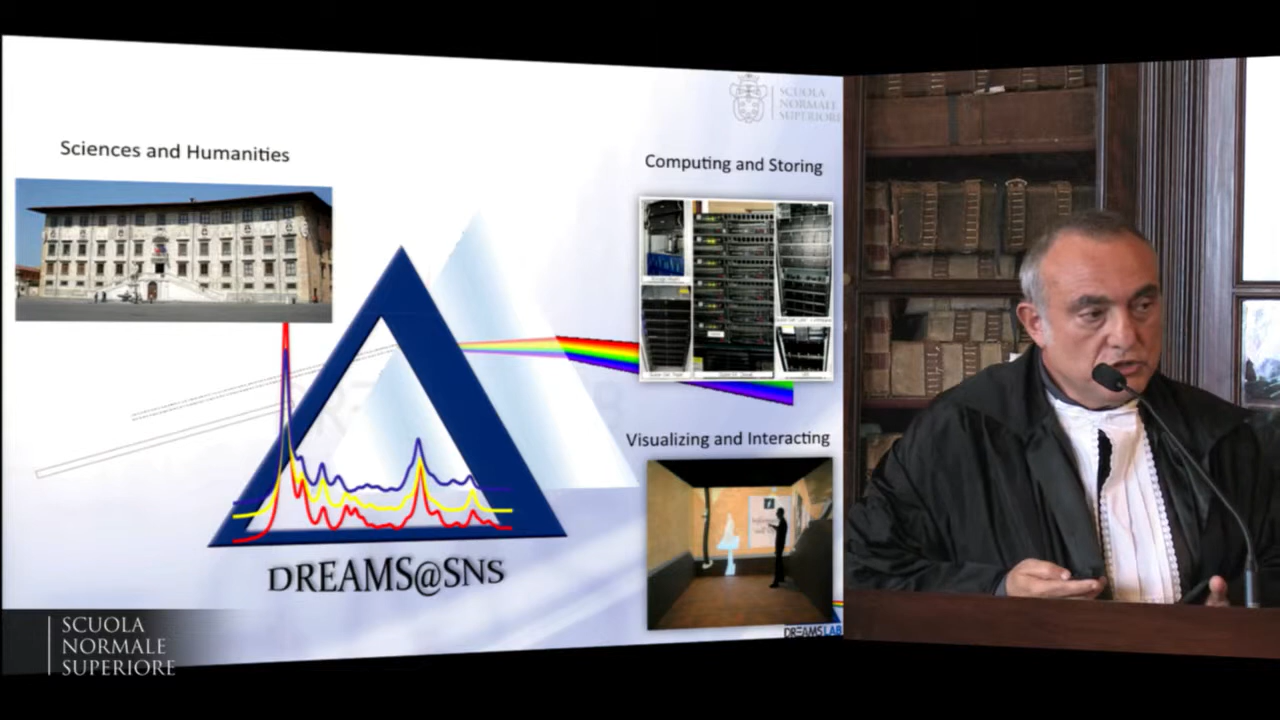 SCUOLA
NORMALE
SUPERIORE
Sciences and Humanities
Computing and Storing
Visualizing and Interacting
DREAMS@SNS
DREAMSLAB
SCUOLA
NORMALE
SUPERIORE